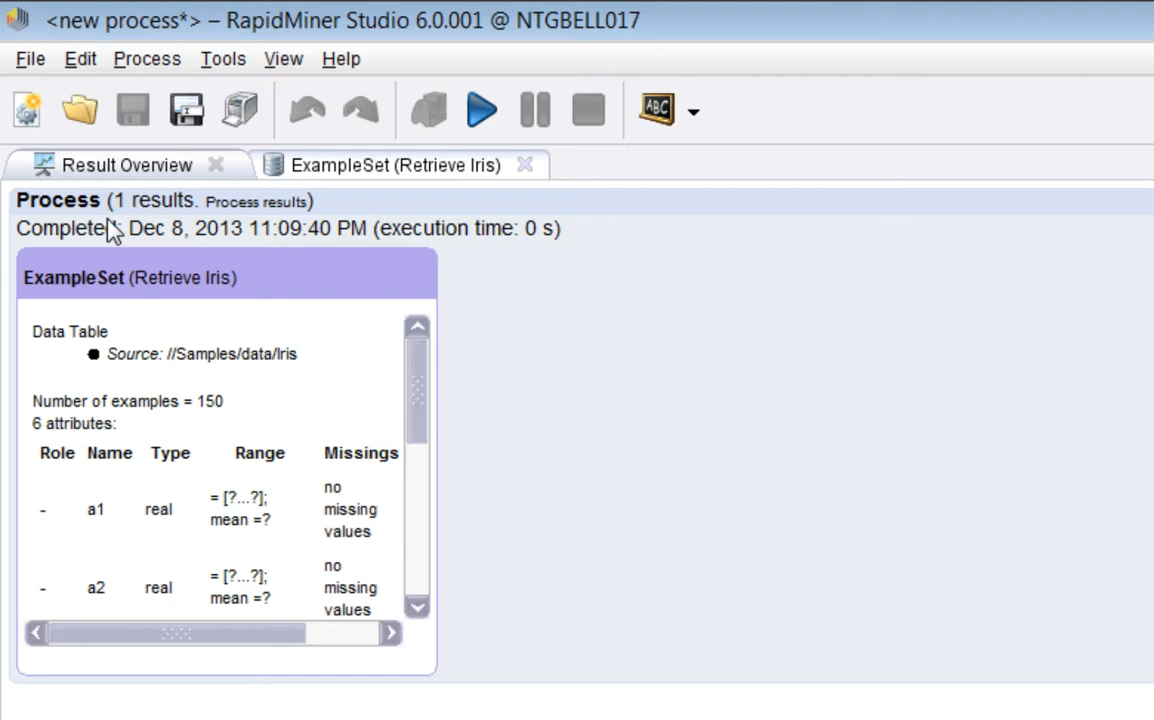 <new process*> – RapidMiner Studio 6.0.001 @ NTGBELL017
File Edit Process Tools View Help
ABC
Result Overview ExampleSet (Retrieve Iris)
Process (1 results. Process results)
Completed: Dec 8, 2013 11:09:40 PM (execution time: 0 s)
ExampleSet (Retrieve Iris)
Data Table
● Source: //Samples/data/Iris
Number of examples = 150
6 attributes:
Role Name Type Range Missings
- a1 real = [?...?]; mean =? no missing values
- a2 real = [?...?]; mean =? no missing values